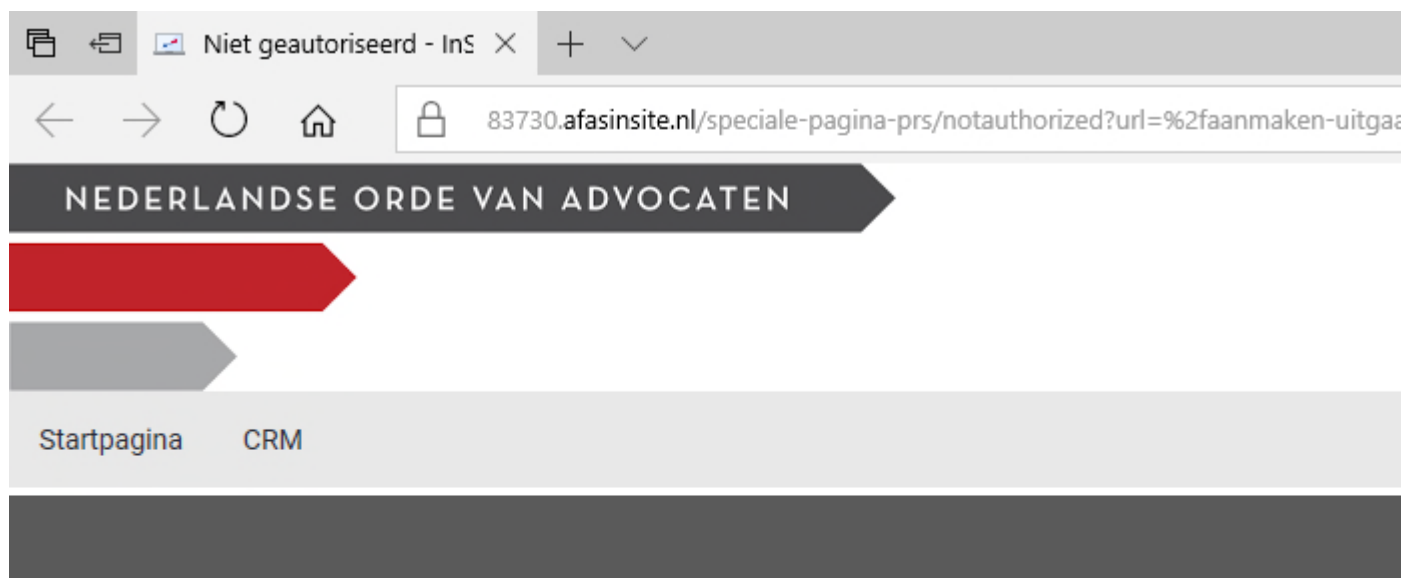 Niet geautoriseerd - InS
83730.afasinsite.nl/speciale-pagina-prs/notauthorized?url=%2faanmaken-uitgaa
NEDERLANDSE ORDE VAN ADVOCATEN
Startpagina CRM